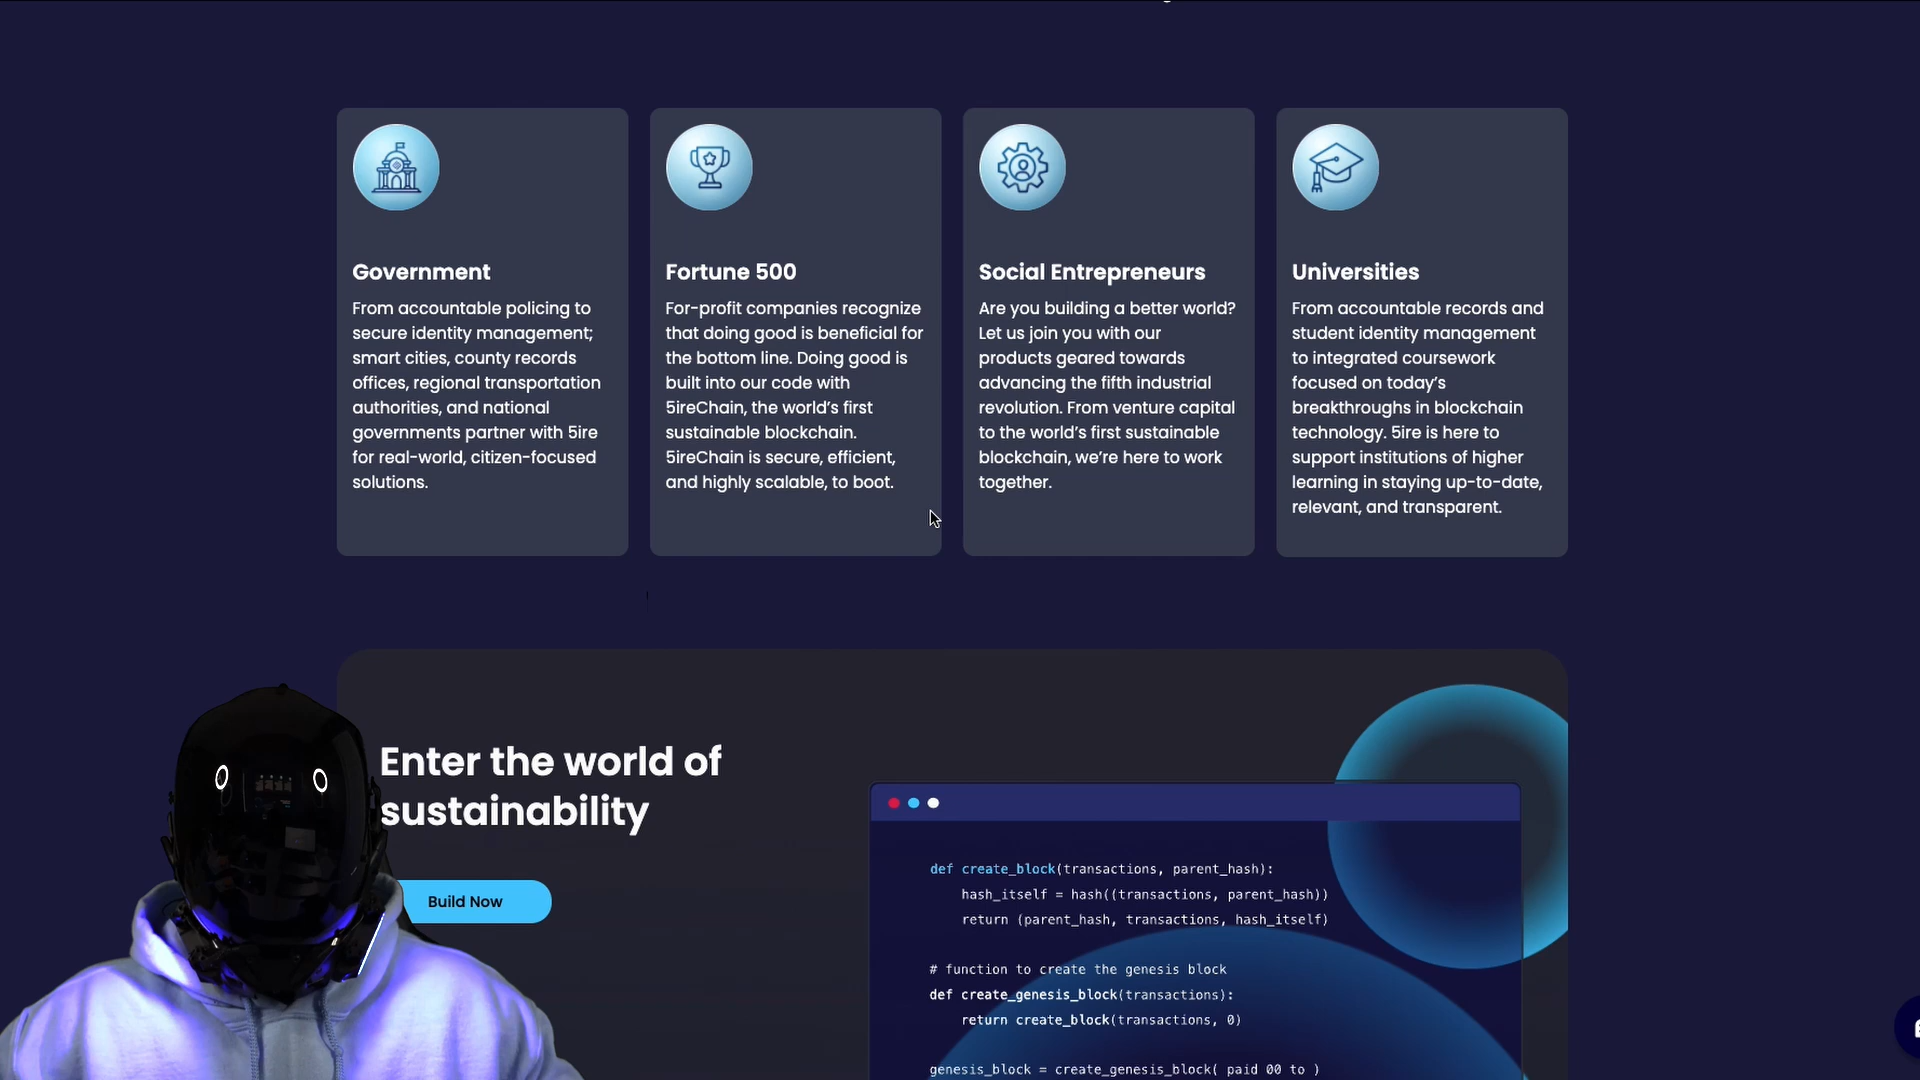 Government
From accountable policing to
secure identity management;
smart cities, county records
offices, regional transportation
authorities, and national
governments partner with 5ire
for real-world, citizen-focused
solutions.
Fortune 500
For-profit companies recognize
that doing good is beneficial for
the bottom line. Doing good is
built into our code with
5ireChain, the world’s first
sustainable blockchain.
5ireChain is secure, efficient,
and highly scalable, to boot.
Social Entrepreneurs
Are you building a better world?
Let us join you with our
products geared towards
advancing the fifth industrial
revolution. From venture capital
to the world’s first sustainable
blockchain, we’re here to work
together.
Universities
From accountable records and
student identity management
to integrated coursework
focused on today’s
breakthroughs in blockchain
technology. 5ire is here to
support institutions of higher
learning in staying up-to-date,
relevant, and transparent.
Enter the world of
sustainability
Build Now
def create_block(transactions, parent_hash):
hash_itself = hash((transactions, parent_hash))
return (parent_hash, transactions, hash_itself)
# function to create the genesis block
def create_genesis_block(transactions):
return create_block(transactions, 0)
genesis_block = create_genesis_block( paid 00 to )